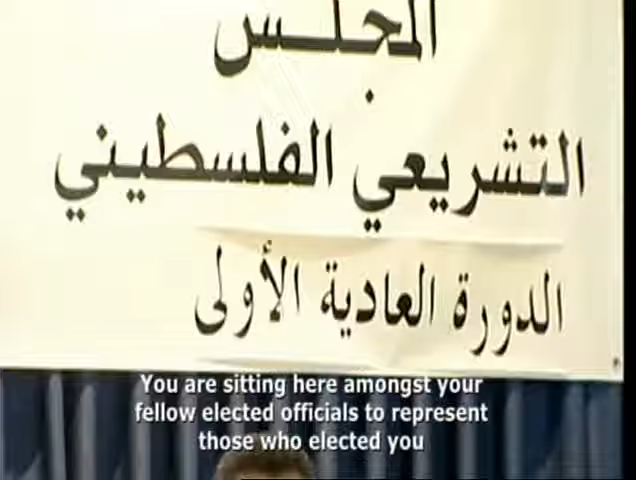 المجلس
التشريعي الفلسطيني
الدورة العادية الأولى
You are sitting here amongst your
fellow elected officials to represent
those who elected you